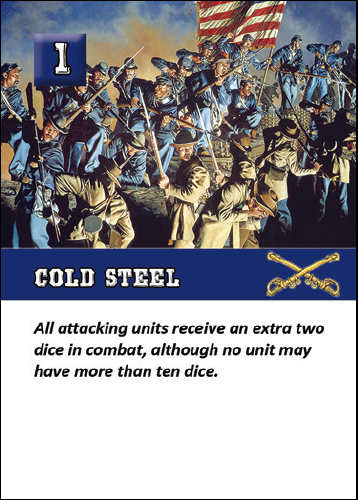 1
COLD STEEL
All attacking units receive an extra two
dice in combat, although no unit may
have more than ten dice.